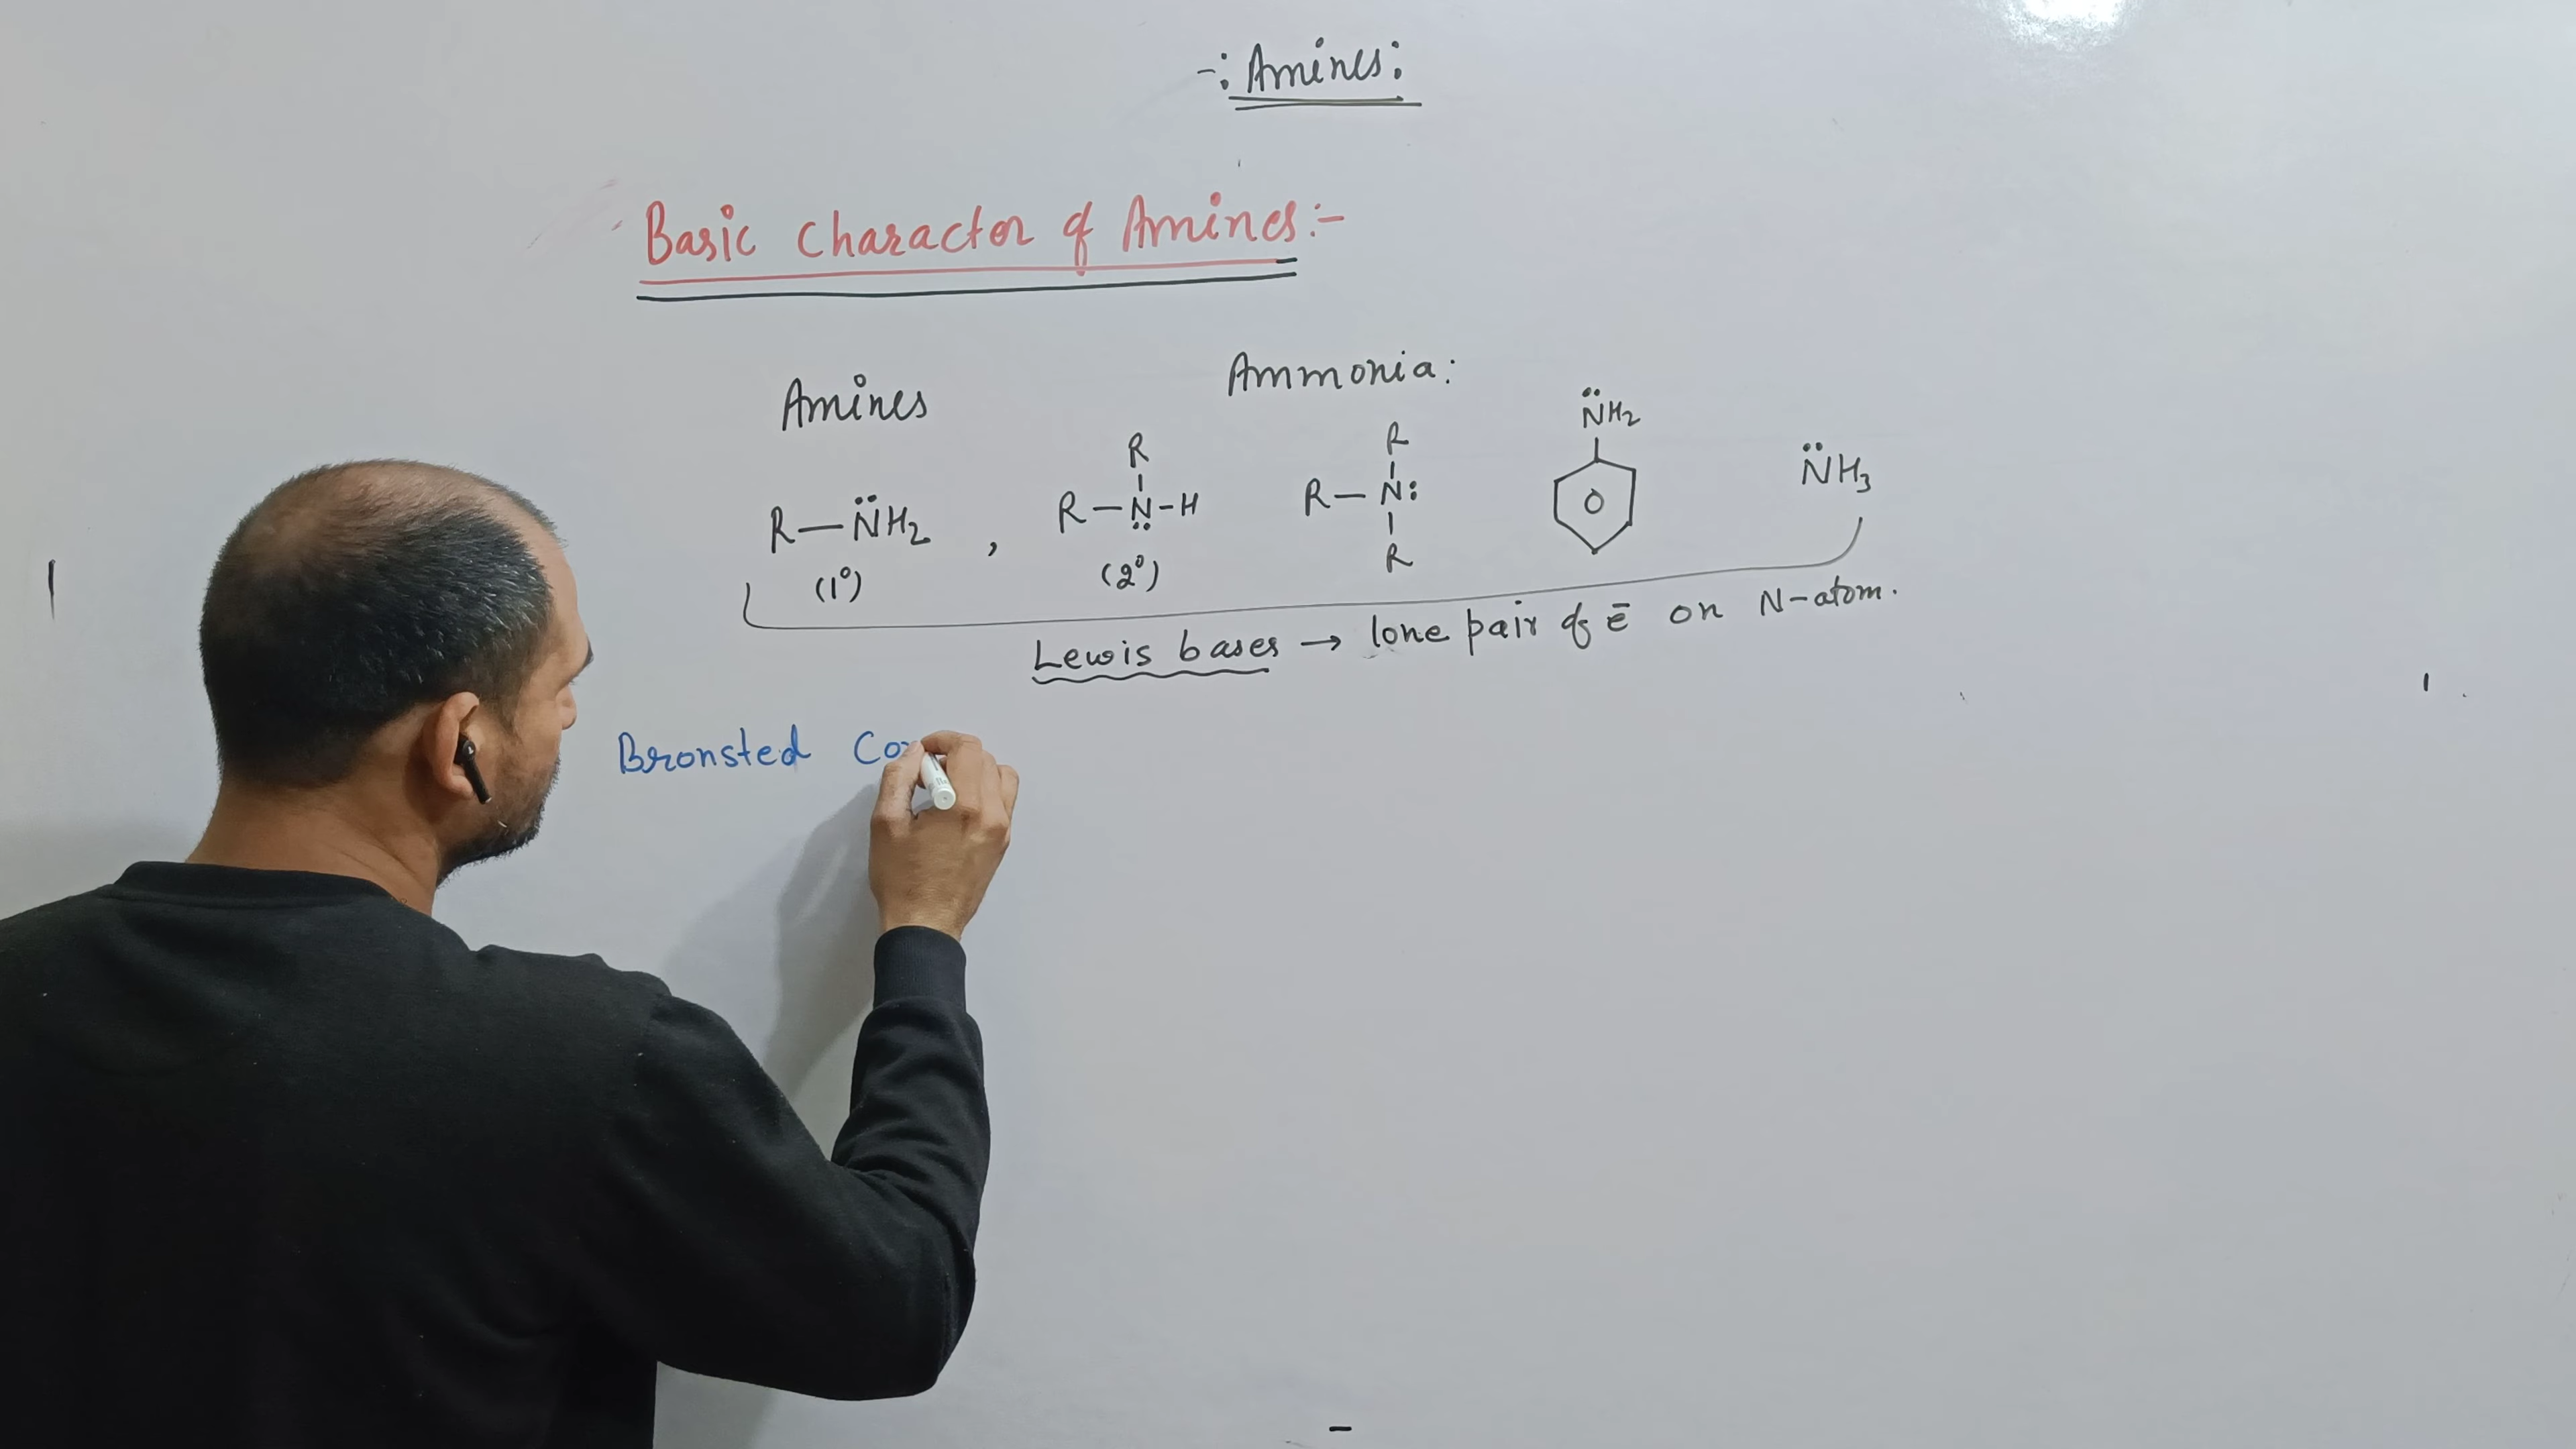 -: Amines:
Basic Character of Amines:-
Amines
Ammonia:
R—N̈H₂ , R—N̈—H R—N: N̈H₂ N̈H₃
R
R
R
(1°) (2°)
Lewis bases → lone pair of ē on N-atom.
Bronsted